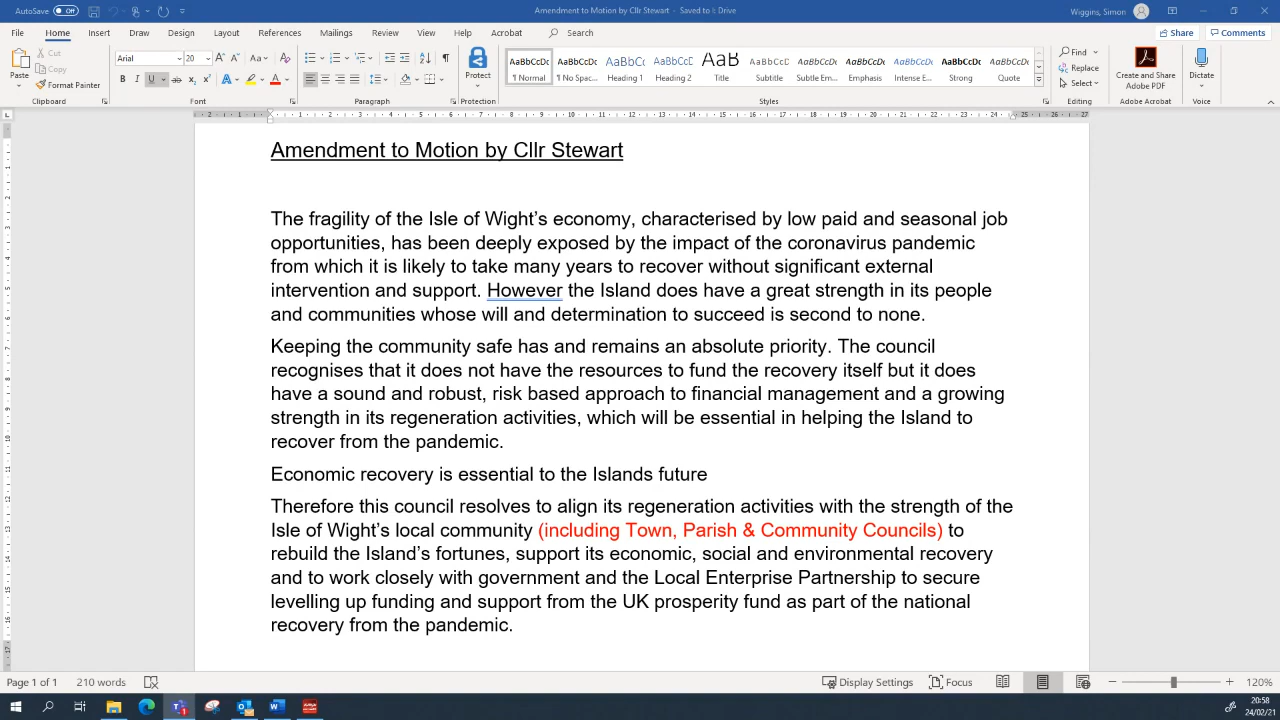 AutoSave Off Amendment to Motion by Cllr Stewart - Saved to I: Drive Wiggins, Simon
File Home Insert Draw Design Layout References Mailings Review View Help Acrobat Search Share Comments
Paste Cut Copy Format Painter Clipboard
Arial 20 Font
Paragraph
Protect Protection
AaBbCcDc AaBbCcDc AaBbCc AaBbCcD AaB AaBbCcD AaBbCcDc AaBbCcDc AaBbCcDc AaBbCcDc AaBbCcDc
¶ Normal ¶ No Spac... Heading 1 Heading 2 Title Subtitle Subtle Em... Emphasis Intense E... Strong Quote
Styles
Find Replace Select Editing
Create and Share Adobe PDF Adobe Acrobat
Dictate Voice
Amendment to Motion by Cllr Stewart
The fragility of the Isle of Wight's economy, characterised by low paid and seasonal job
opportunities, has been deeply exposed by the impact of the coronavirus pandemic
from which it is likely to take many years to recover without significant external
intervention and support. However the Island does have a great strength in its people
and communities whose will and determination to succeed is second to none.
Keeping the community safe has and remains an absolute priority. The council
recognises that it does not have the resources to fund the recovery itself but it does
have a sound and robust, risk based approach to financial management and a growing
strength in its regeneration activities, which will be essential in helping the Island to
recover from the pandemic.
Economic recovery is essential to the Islands future
Therefore this council resolves to align its regeneration activities with the strength of the
Isle of Wight's local community (including Town, Parish & Community Councils) to
rebuild the Island's fortunes, support its economic, social and environmental recovery
and to work closely with government and the Local Enterprise Partnership to secure
levelling up funding and support from the UK prosperity fund as part of the national
recovery from the pandemic.
Page 1 of 1 210 words Display Settings Focus 120%
20:58
24/02/21